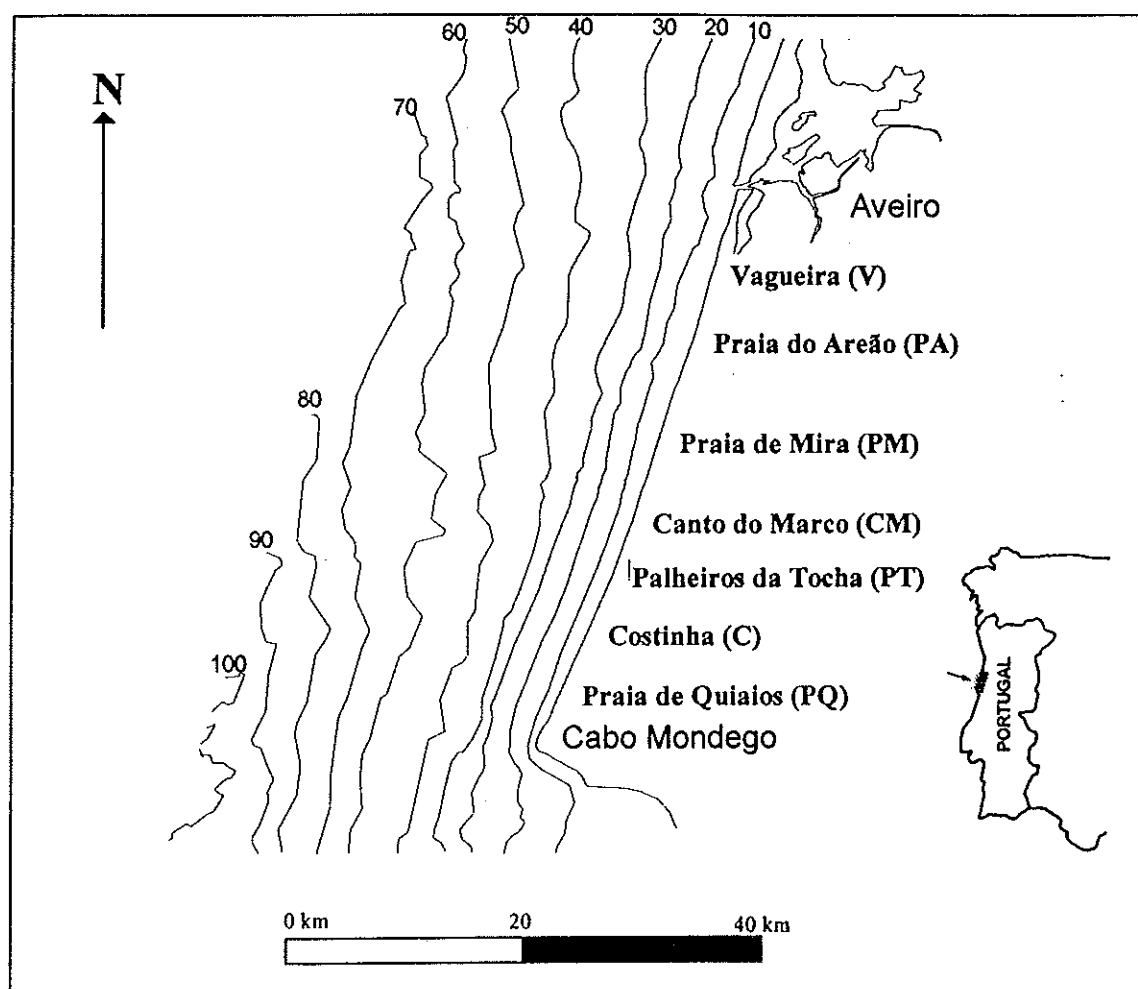 60
50
40
30
20
10
N
70
Aveiro
Vagueira (V)
Praia do Areão (PA)
80
Praia de Mira (PM)
Canto do Marco (CM)
90
Palheiros da Tocha (PT)
Costinha (C)
100
Praia de Quiaios (PQ)
Cabo Mondego
PORTUGAL
0 km
20
40 km